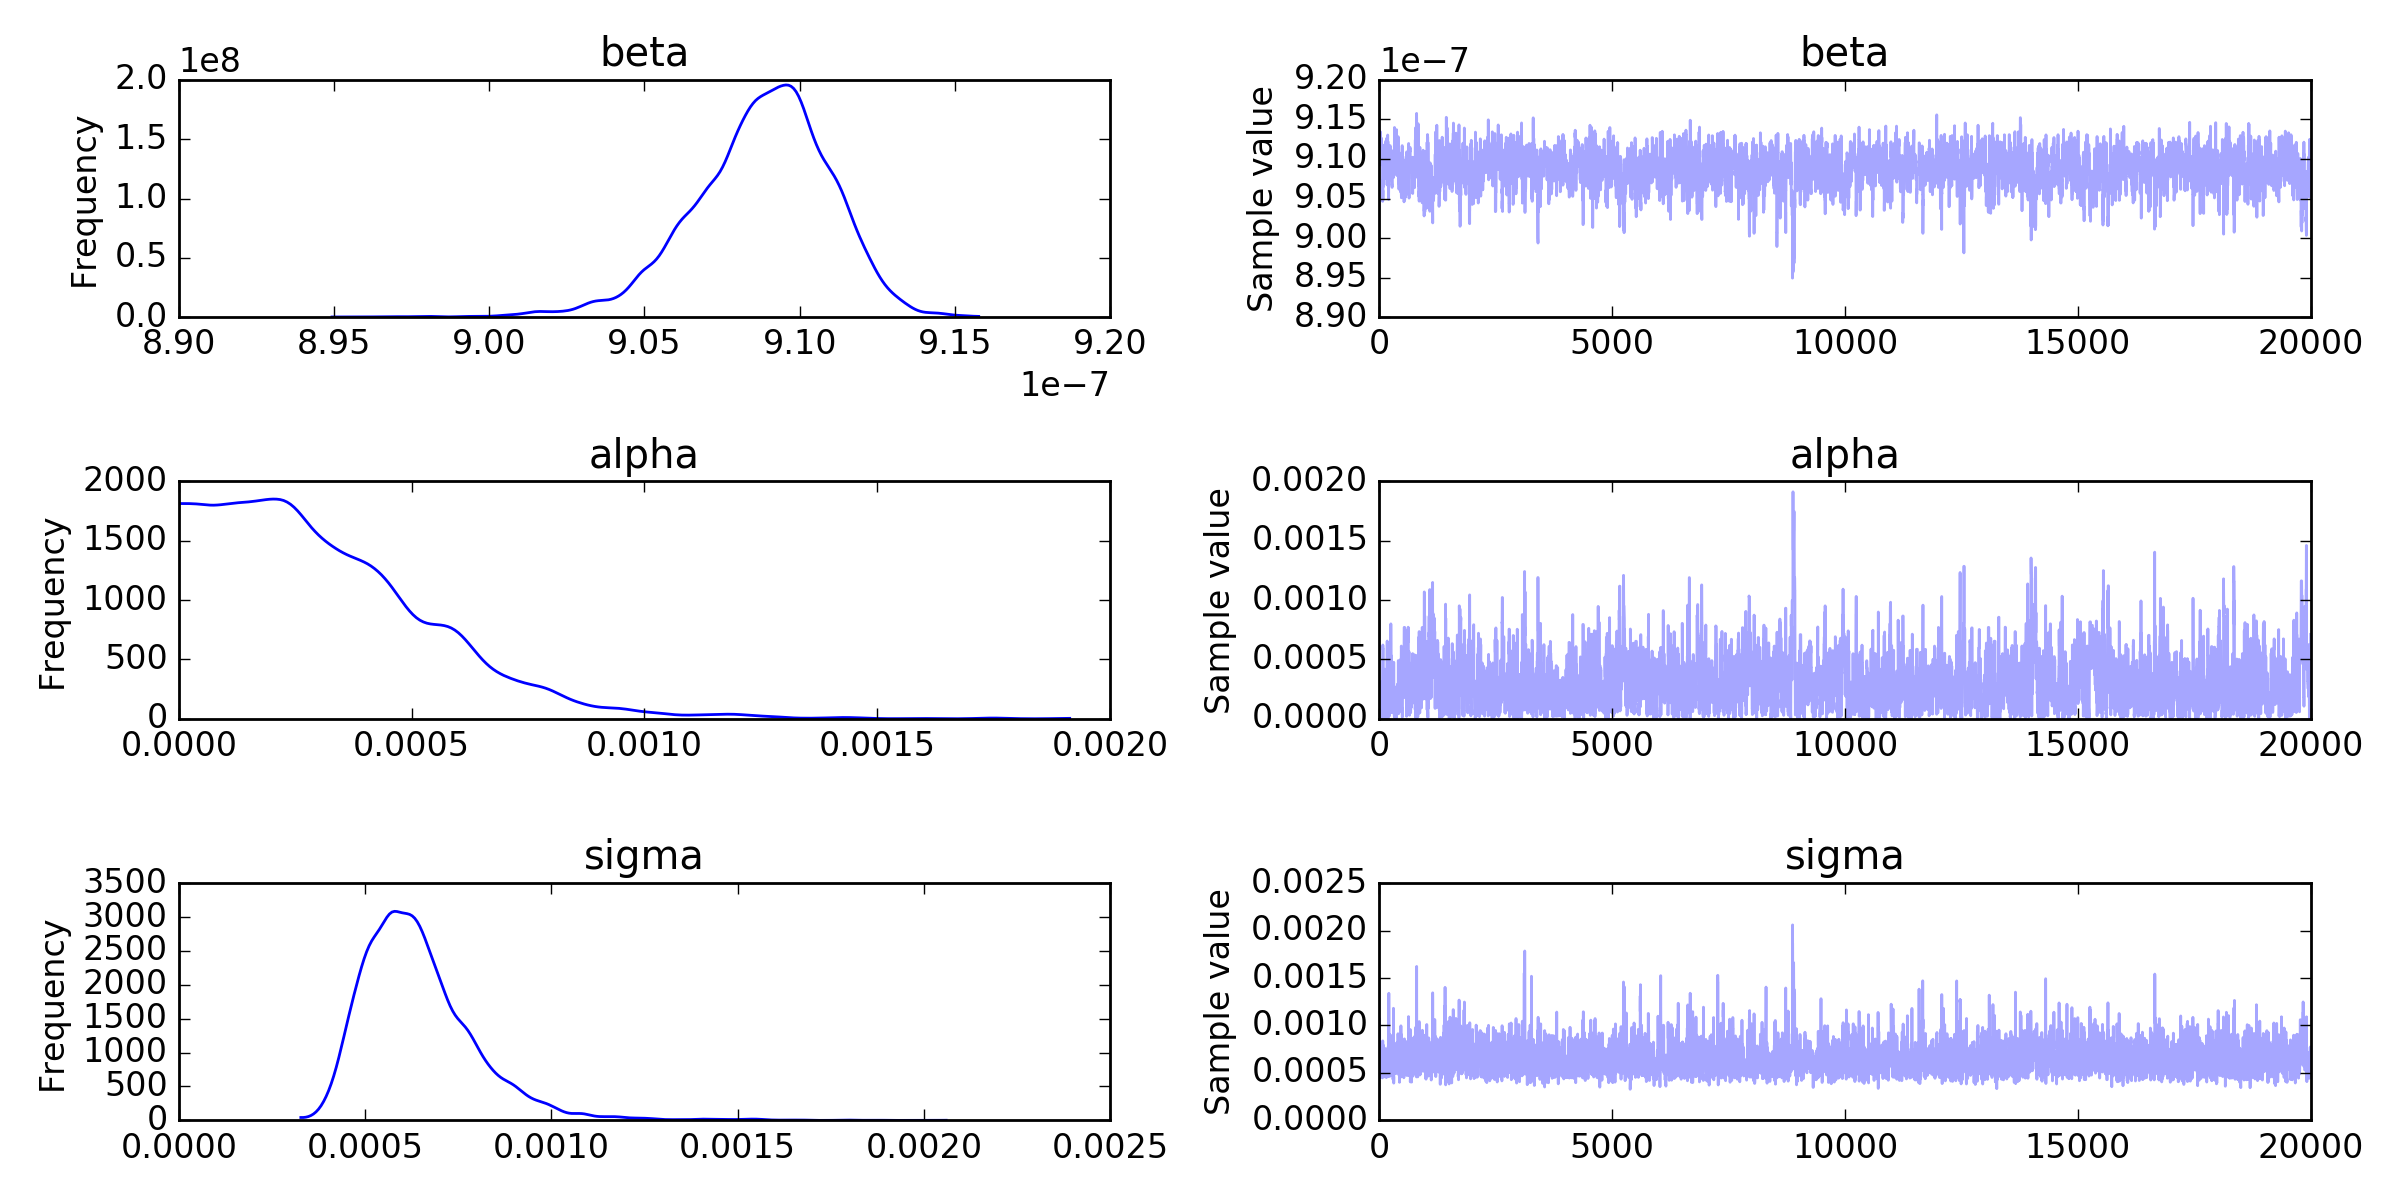 beta
1e8
2.0
1.5
1.0
0.5
0.0
Frequency
8.90 8.95 9.00 9.05 9.10 9.15 9.20
1e−7
beta
1e−7
9.20
9.15
9.10
9.05
9.00
8.95
8.90
Sample value
0 5000 10000 15000 20000
alpha
2000
1500
1000
500
0
Frequency
0.0000 0.0005 0.0010 0.0015 0.0020
alpha
0.0020
0.0015
0.0010
0.0005
0.0000
Sample value
0 5000 10000 15000 20000
sigma
3500
3000
2500
2000
1500
1000
500
0
Frequency
0.0000 0.0005 0.0010 0.0015 0.0020 0.0025
sigma
0.0025
0.0020
0.0015
0.0010
0.0005
0.0000
Sample value
0 5000 10000 15000 20000